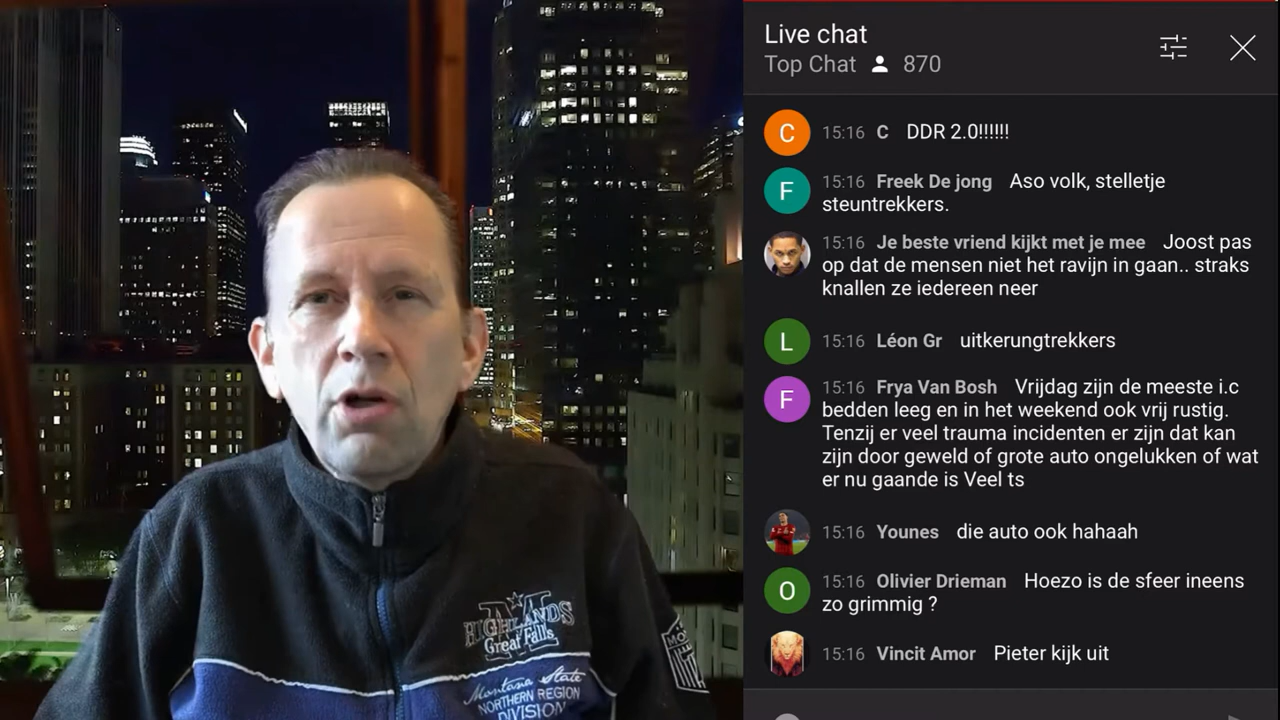 Live chat
Top Chat 870
15:16 C DDR 2.0!!!!!!
15:16 Freek De jong Aso volk, stelletje
steuntrekkers.
15:16 Je beste vriend kijkt met je mee Joost pas
op dat de mensen niet het ravijn in gaan.. straks
knallen ze iedereen neer
15:16 Léon Gr uitkerungtrekkers
15:16 Frya Van Bosh Vrijdag zijn de meeste i.c
bedden leeg en in het weekend ook vrij rustig.
Tenzij er veel trauma incidenten er zijn dat kan
zijn door geweld of grote auto ongelukken of wat
er nu gaande is Veel ts
15:16 Younes die auto ook hahaah
15:16 Olivier Drieman Hoezo is de sfeer ineens
zo grimmig ?
15:16 Vincit Amor Pieter kijk uit
C
F
L
F
O
HIGHLANDS
Great Falls
Montana State
NORTHERN REGION
DIVISION